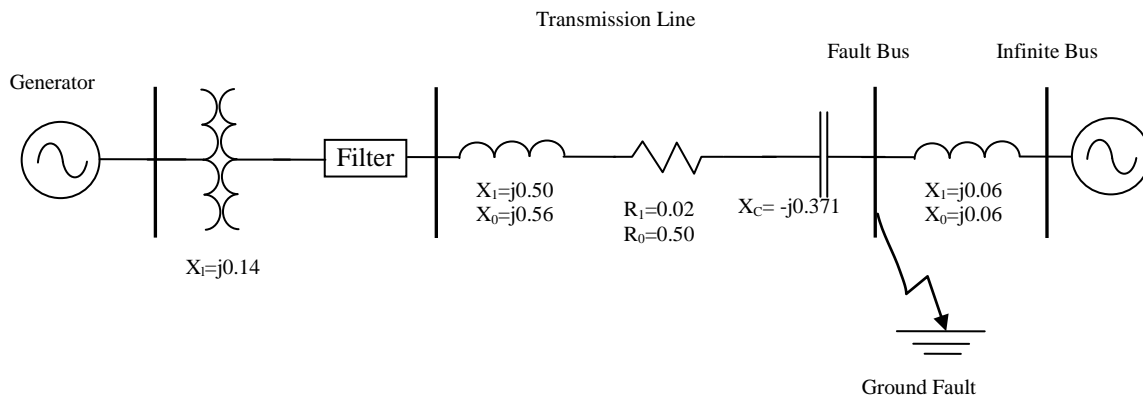 Transmission Line
Fault Bus
Infinite Bus
Generator
Filter
X₁=j0.50
X₀=j0.56
R₁=0.02
R₀=0.50
X_C= -j0.371
X₁=j0.06
X₀=j0.06
Xₗ=j0.14
Ground Fault